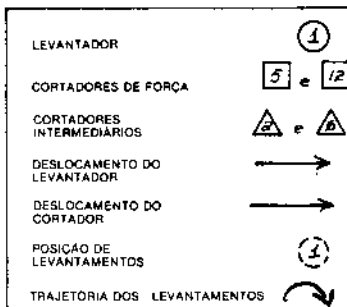 LEVANTADOR 1
CORTADORES DE FORÇA 5 e 12
CORTADORES
INTERMEDIÁRIOS a e b
DESLOCAMENTO DO
LEVANTADOR
DESLOCAMENTO DO
CORTADOR
POSIÇÃO DE
LEVANTAMENTOS 1
TRAJETÓRIA DOS LEVANTAMENTOS